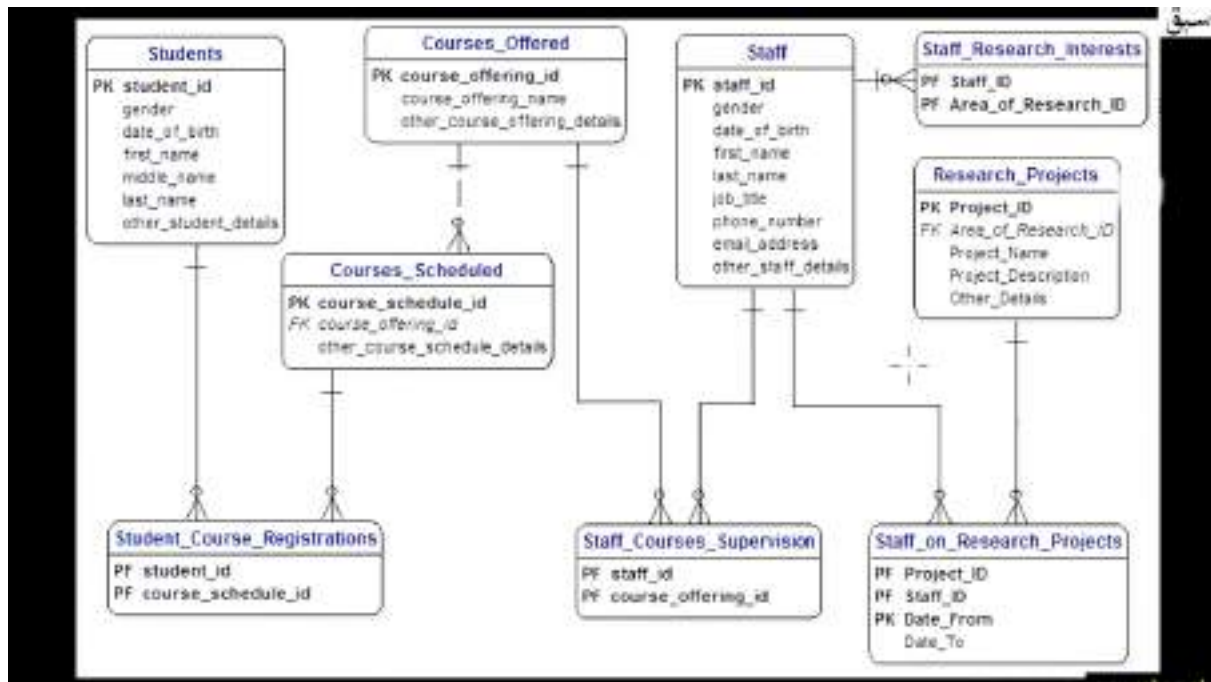 Students
PK student_id
gender
date_of_birth
first_name
middle_name
last_name
other_student_details
Courses_Offered
PK course_offering_id
course_offering_name
other_course_offering_details
Staff
PK staff_id
gender
date_of_birth
first_name
last_name
job_title
phone_number
email_address
other_staff_details
Staff_Research_Interests
PF Staff_ID
PF Area_of_Research_ID
Research_Projects
PK Project_ID
FK Area_of_Research_ID
Project_Name
Project_Description
Other_Details
Courses_Scheduled
PK course_schedule_id
FK course_offering_id
other_course_schedule_details
Student_Course_Registrations
PF student_id
PF course_schedule_id
Staff_Courses_Supervision
PF staff_id
PF course_offering_id
Staff_on_Research_Projects
PF Project_ID
PF Staff_ID
PK Date_From
Date_To